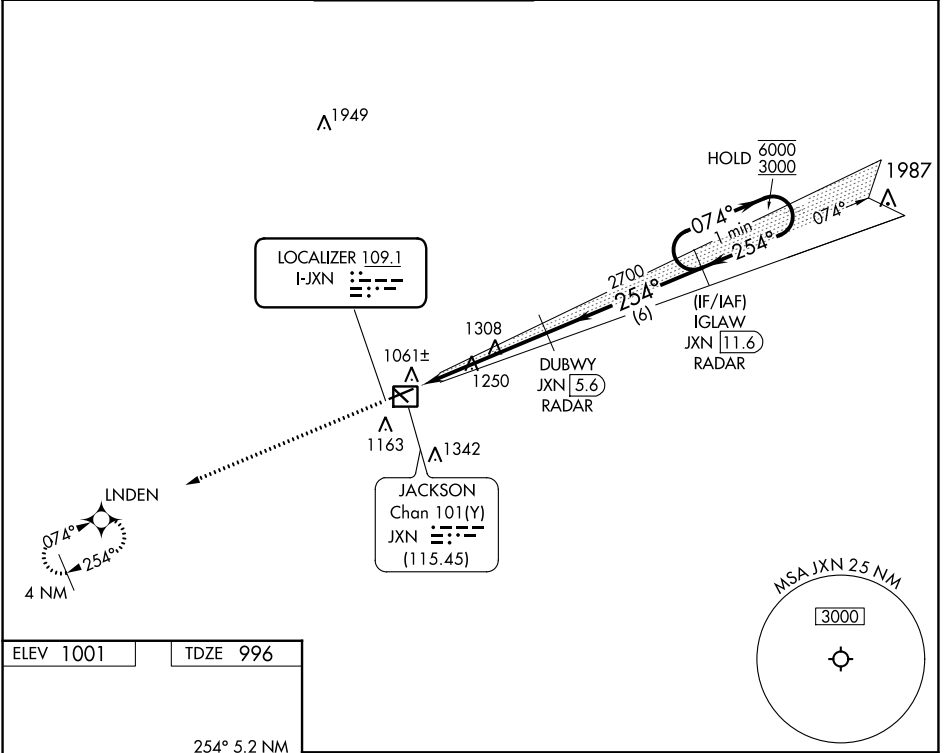 1949
HOLD 6000
3000
1987
074°
1 min
074°
254°
LOCALIZER 109.1
I-JXN
2700
254°
(6)
(IF/IAF)
IGLAW
JXN 11.6
RADAR
1308
1061±
1250
DUBWY
JXN 5.6
RADAR
1163
1342
JACKSON
Chan 101(Y)
JXN
(115.45)
LNDEN
074°
254°
4 NM
MSA JXN 25 NM
3000
ELEV 1001
TDZE 996
254° 5.2 NM